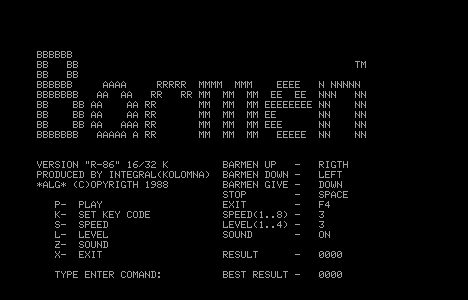 BBBBBB
BB   BB                                              TM
BB   BB
BBBBBBB    AAAA     RRRRR  MMMM  MMM    EEEE   N NNNNN
BBBBBBB   AA  AA   RR   RR MM  MM  MM  EE  EE  NNN   NN
BB    BB AA    AA RR       MM  MM  MM EEEEEEEE NN    NN
BB    BB AA    AA RR       MM  MM  MM EE       NN    NN
BB    BB AA    AA RR       MM  MM  MM EEE      NN    NN
BBBBBBB   AAAAA A RR       MM  MM  MM   EEEEE  NN    NN
VERSION "R-86" 16/32 K          BARMEN UP   -   RIGTH
PRODUCED BY INTEGRAL(KOLOMNA)   BARMEN DOWN -   LEFT
*ALG* (C)OPYRIGTH 1988          BARMEN GIVE -   DOWN
STOP        -   SPACE
P-  PLAY                     EXIT        -   F4
K-  SET KEY CODE             SPEED(1..8) -   3
S-  SPEED                    LEVEL(1..4) -   3
L-  LEVEL                    SOUND       -   ON
Z-  SOUND
X-  EXIT                     RESULT      -   0000
TYPE ENTER COMAND:           BEST RESULT -   0000